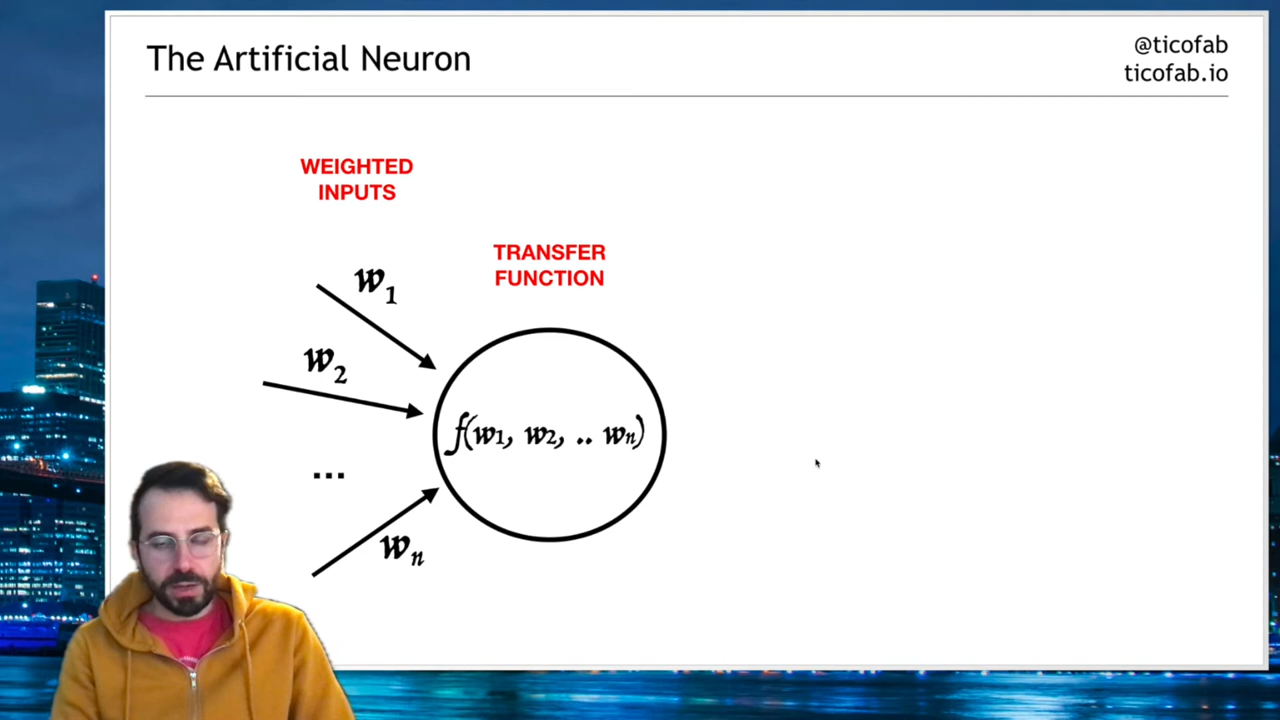 The Artificial Neuron
@ticofab
ticofab.io
WEIGHTED
INPUTS
TRANSFER
FUNCTION
w1
w2
f(w1, w2, .. wn)
...
wn